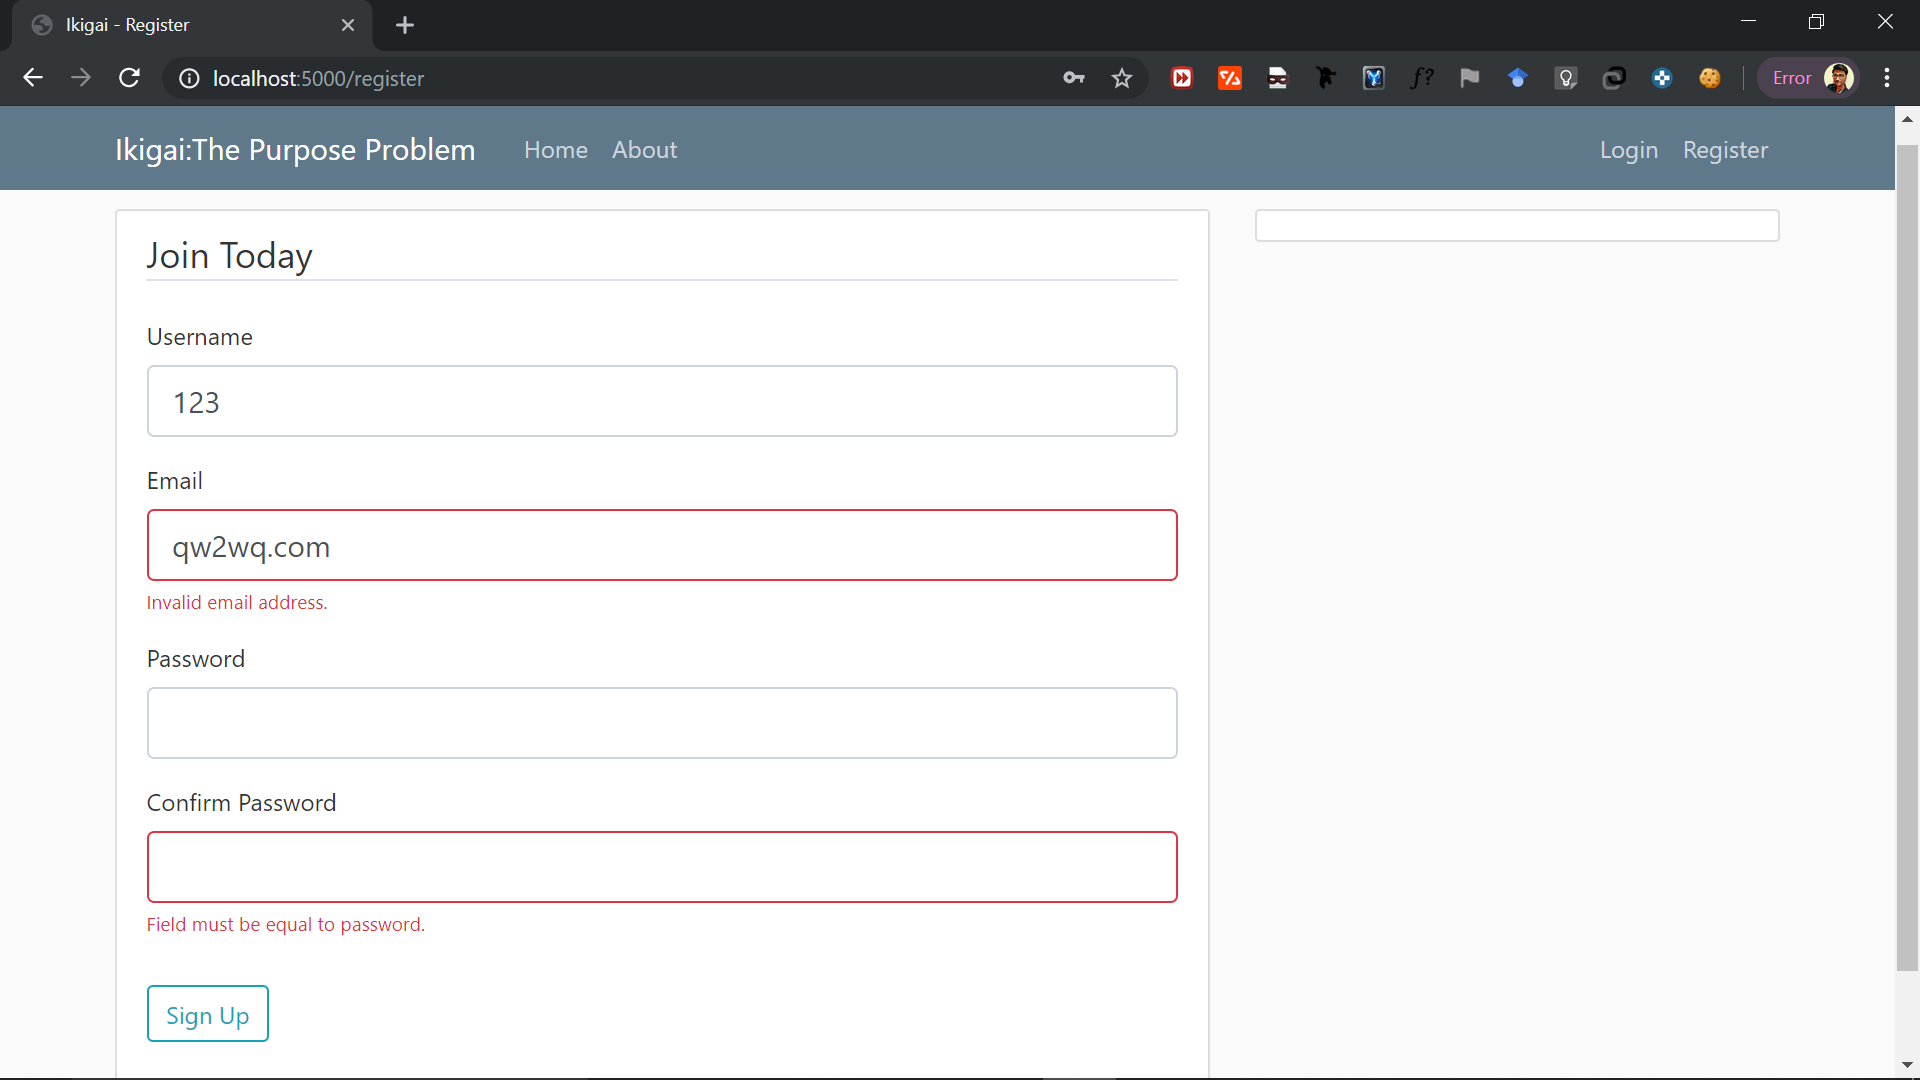 Ikigai - Register
localhost:5000/register
f?
Error
Ikigai:The Purpose Problem Home About Login Register
Join Today
Username
123
Email
qw2wq.com
Invalid email address.
Password
Confirm Password
Field must be equal to password.
Sign Up